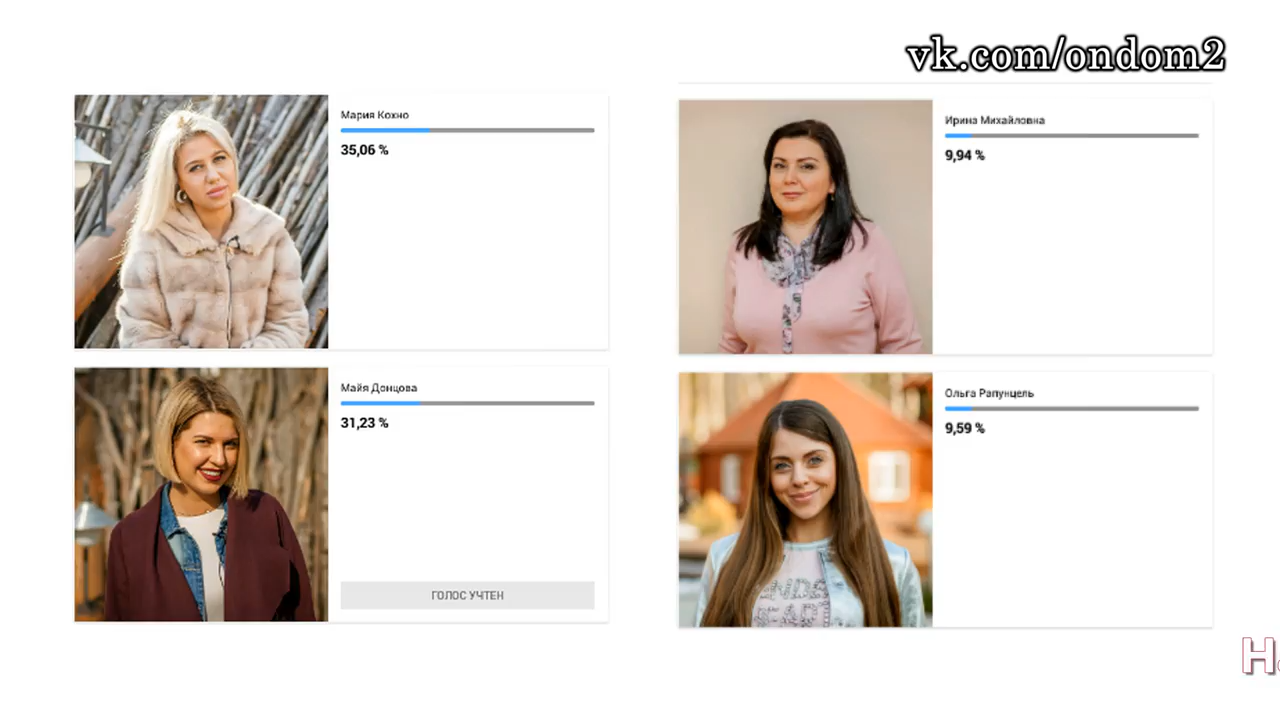 vk.com/ondom2
Мария Кохно
35,06 %
Майя Донцова
31,23 %
ГОЛОС УЧТЕН
Ирина Михайловна
9,94 %
Ольга Рапунцель
9,59 %
H